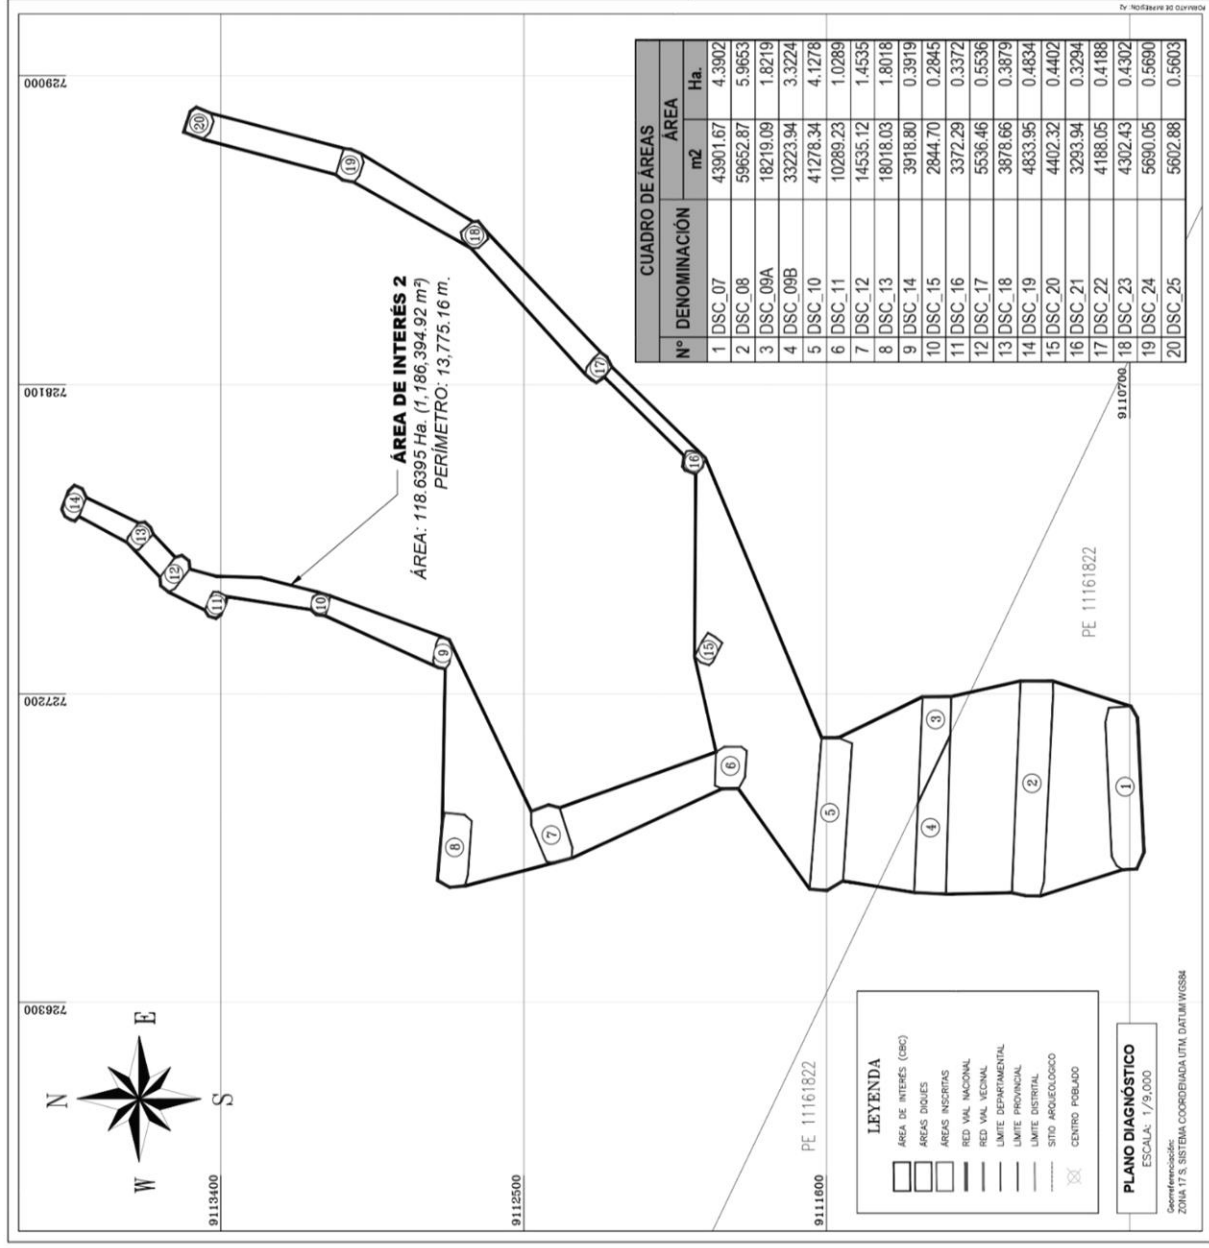 FORMATO DE IMPRESIÓN: A1
729000
728100
727200
726300
9113400
9112500
9111600
9110700
N
E
S
W
ÁREA DE INTERÉS 2
ÁREA: 118.6395 Ha. (1,186,394.92 m²)
PERÍMETRO: 13,775.16 m.
20
19
18
17
16
15
14
13
12
11
10
9
8
7
6
5
4
3
2
1
PE 11161822
PE 11161822
CUADRO DE ÁREAS
N° DENOMINACIÓN ÁREA
m2 Ha.
1 DSC_07 43901.67 4.3902
2 DSC_08 59652.87 5.9653
3 DSC_09A 18219.09 1.8219
4 DSC_09B 33223.94 3.3224
5 DSC_10 41278.34 4.1278
6 DSC_11 10289.23 1.0289
7 DSC_12 14535.12 1.4535
8 DSC_13 18018.03 1.8018
9 DSC_14 3918.80 0.3919
10 DSC_15 2844.70 0.2845
11 DSC_16 3372.29 0.3372
12 DSC_17 5536.46 0.5536
13 DSC_18 3878.66 0.3879
14 DSC_19 4833.95 0.4834
15 DSC_20 4402.32 0.4402
16 DSC_21 3293.94 0.3294
17 DSC_22 4188.05 0.4188
18 DSC_23 4302.43 0.4302
19 DSC_24 5690.05 0.5690
20 DSC_25 5602.88 0.5603
LEYENDA
ÁREA DE INTERÉS (CBC)
ÁREAS DIQUES
ÁREAS INSCRITAS
RED VIAL NACIONAL
RED VIAL VECINAL
LÍMITE DEPARTAMENTAL
LÍMITE PROVINCIAL
LÍMITE DISTRITAL
SITIO ARQUEOLOGICO
CENTRO POBLADO
PLANO DIAGNÓSTICO
ESCALA: 1/9,000
Georreferenciación:
ZONA 17 S, SISTEMA COORDENADA UTM, DATUM WGS84